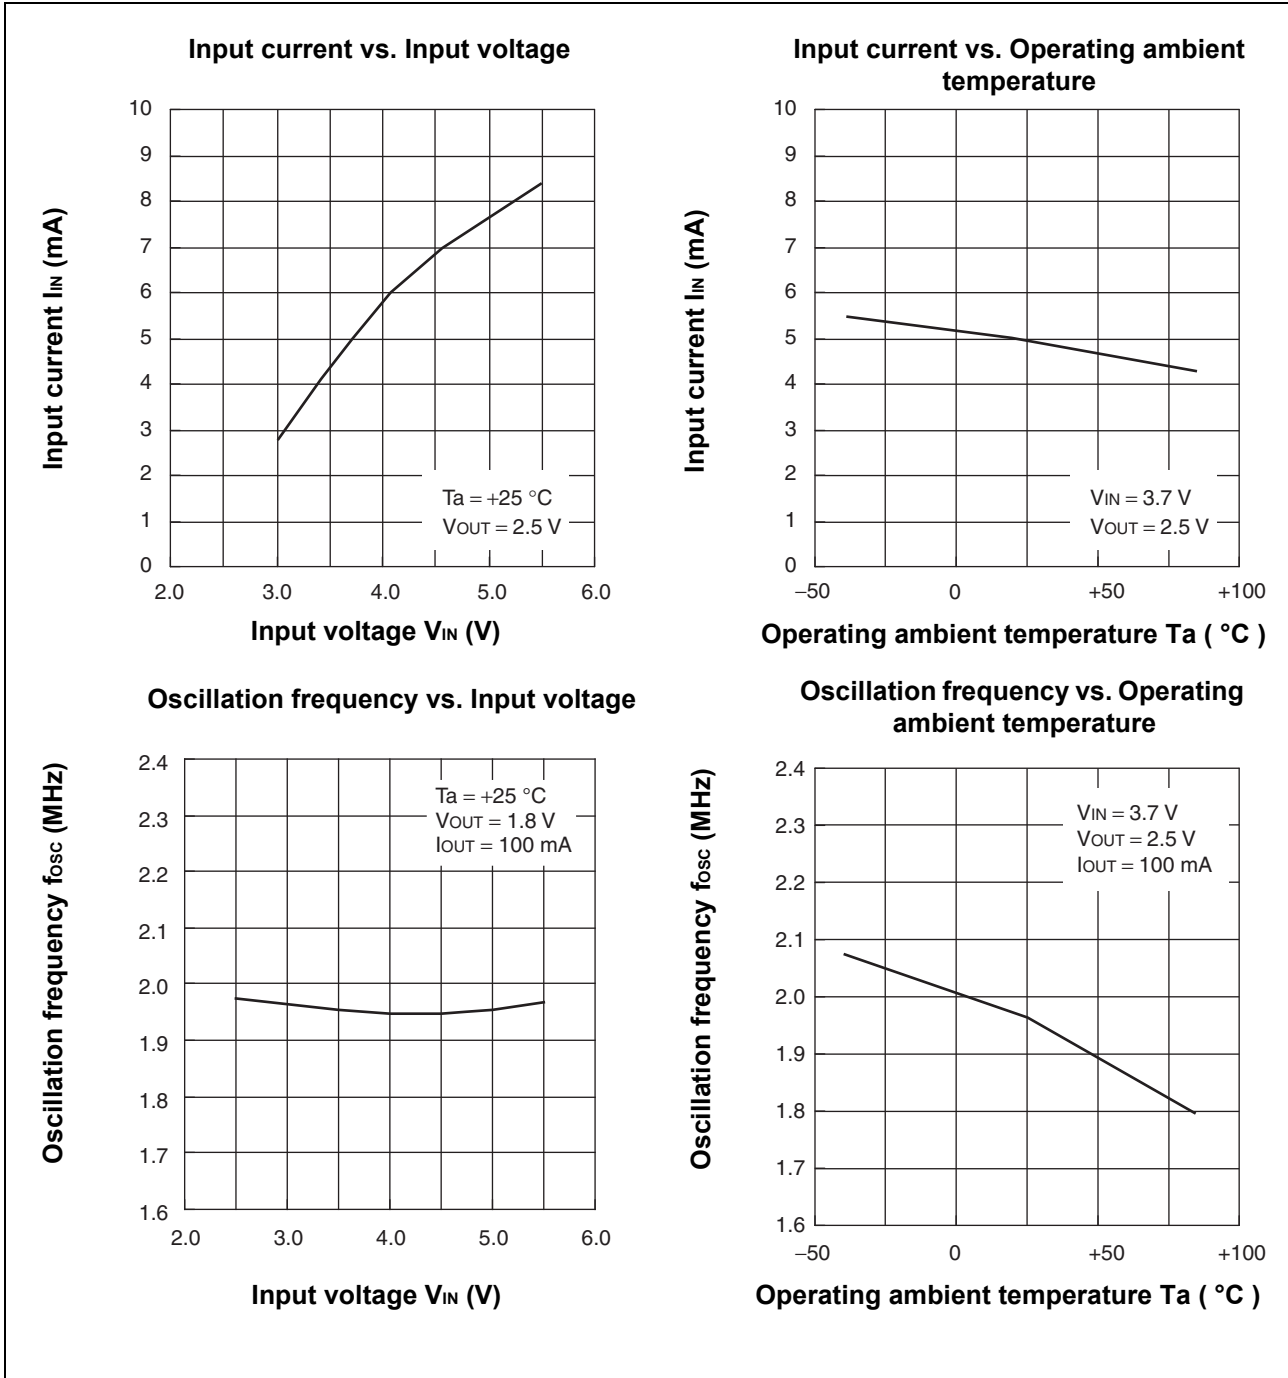 Input current vs. Input voltage
10
9
8
7
6
5
4
3
2
1
0
2.0 3.0 4.0 5.0 6.0
Input current IIN (mA)
Ta = +25 °C
VOUT = 2.5 V
Input voltage VIN (V)
Input current vs. Operating ambient
temperature
10
9
8
7
6
5
4
3
2
1
0
−50 0 +50 +100
Input current IIN (mA)
VIN = 3.7 V
VOUT = 2.5 V
Operating ambient temperature Ta ( °C )
Oscillation frequency vs. Input voltage
2.4
2.3
2.2
2.1
2.0
1.9
1.8
1.7
1.6
2.0 3.0 4.0 5.0 6.0
Oscillation frequency fOSC (MHz)
Ta = +25 °C
VOUT = 1.8 V
IOUT = 100 mA
Input voltage VIN (V)
Oscillation frequency vs. Operating
ambient temperature
2.4
2.3
2.2
2.1
2.0
1.9
1.8
1.7
1.6
−50 0 +50 +100
Oscillation frequency fOSC (MHz)
VIN = 3.7 V
VOUT = 2.5 V
IOUT = 100 mA
Operating ambient temperature Ta ( °C )